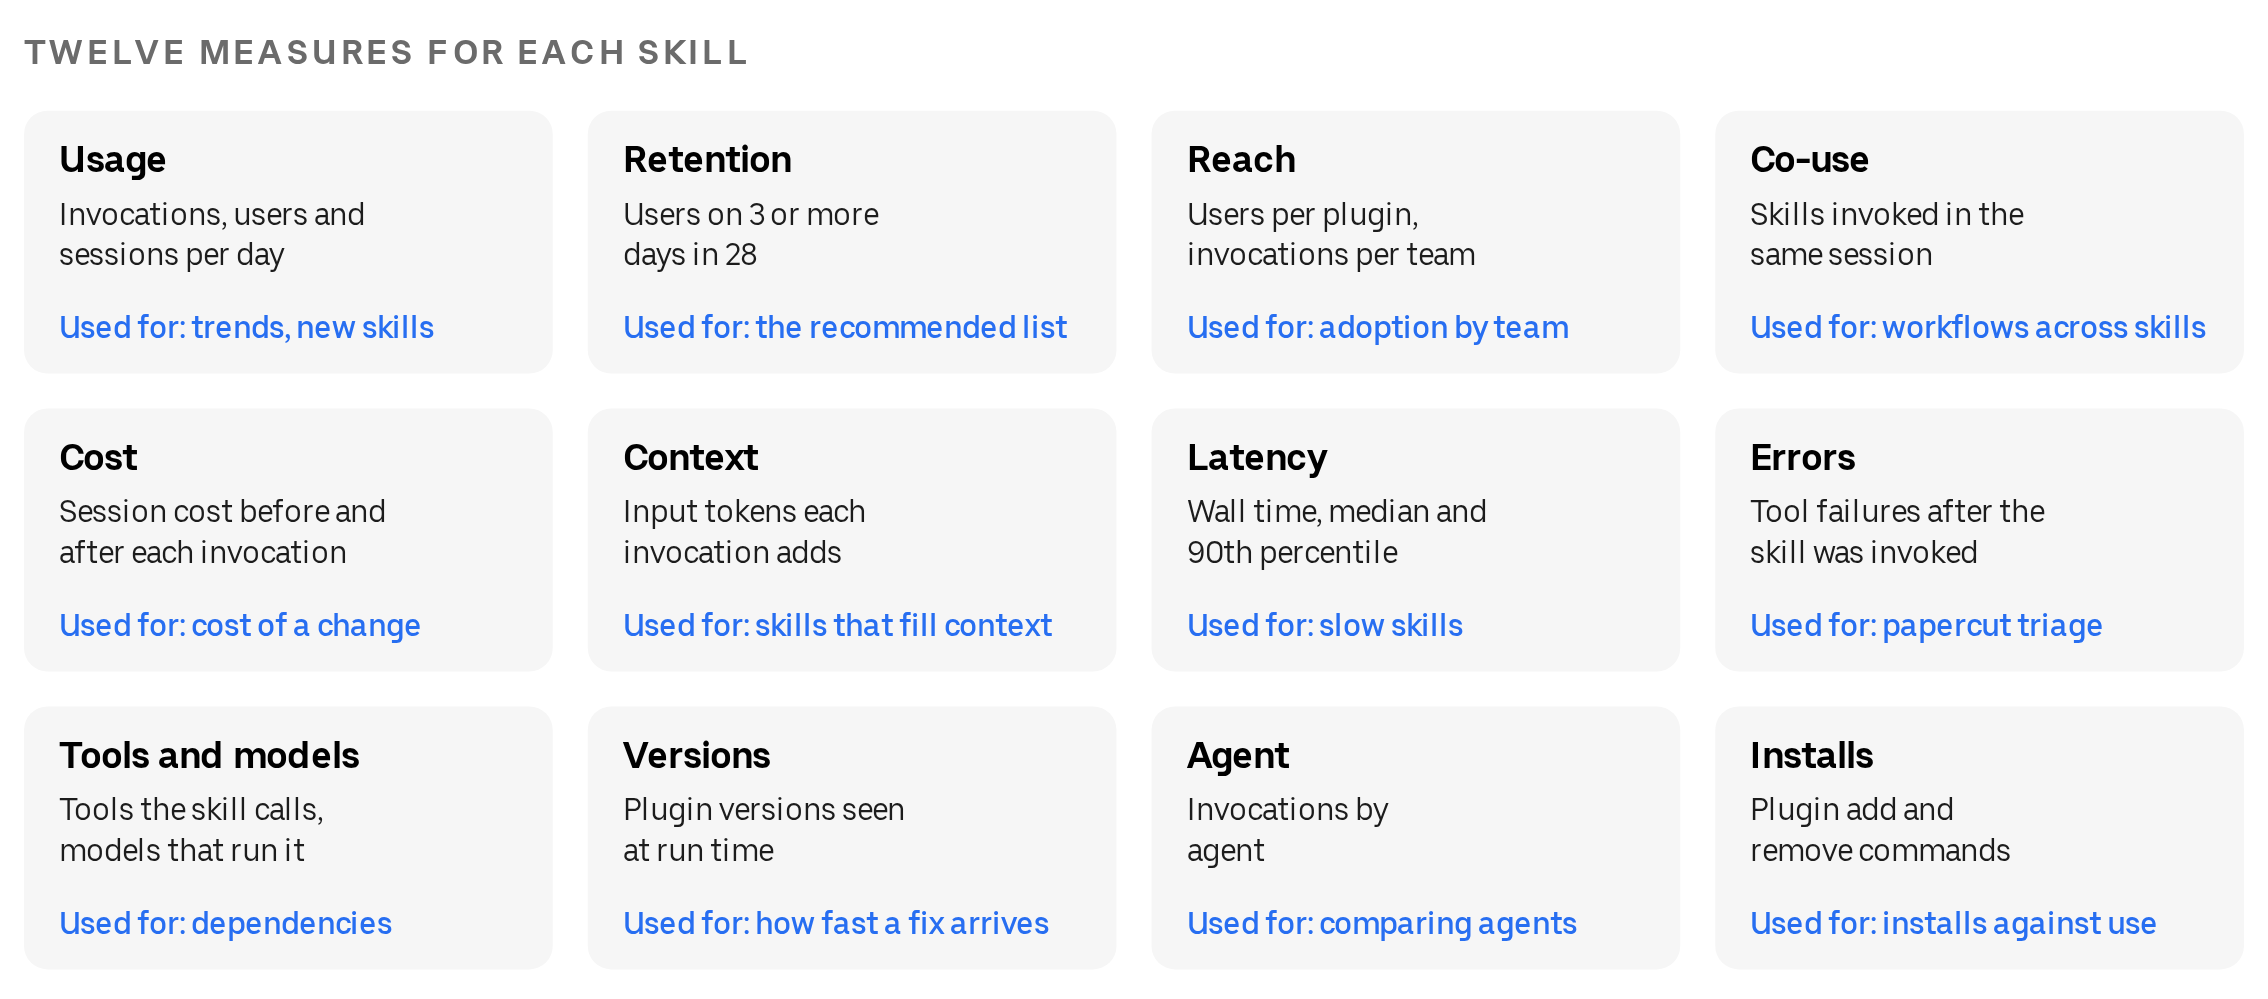 TWELVE MEASURES FOR EACH SKILL
Usage
Invocations, users and
sessions per day
Used for: trends, new skills
Retention
Users on 3 or more
days in 28
Used for: the recommended list
Reach
Users per plugin,
invocations per team
Used for: adoption by team
Co-use
Skills invoked in the
same session
Used for: workflows across skills
Cost
Session cost before and
after each invocation
Used for: cost of a change
Context
Input tokens each
invocation adds
Used for: skills that fill context
Latency
Wall time, median and
90th percentile
Used for: slow skills
Errors
Tool failures after the
skill was invoked
Used for: papercut triage
Tools and models
Tools the skill calls,
models that run it
Used for: dependencies
Versions
Plugin versions seen
at run time
Used for: how fast a fix arrives
Agent
Invocations by
agent
Used for: comparing agents
Installs
Plugin add and
remove commands
Used for: installs against use